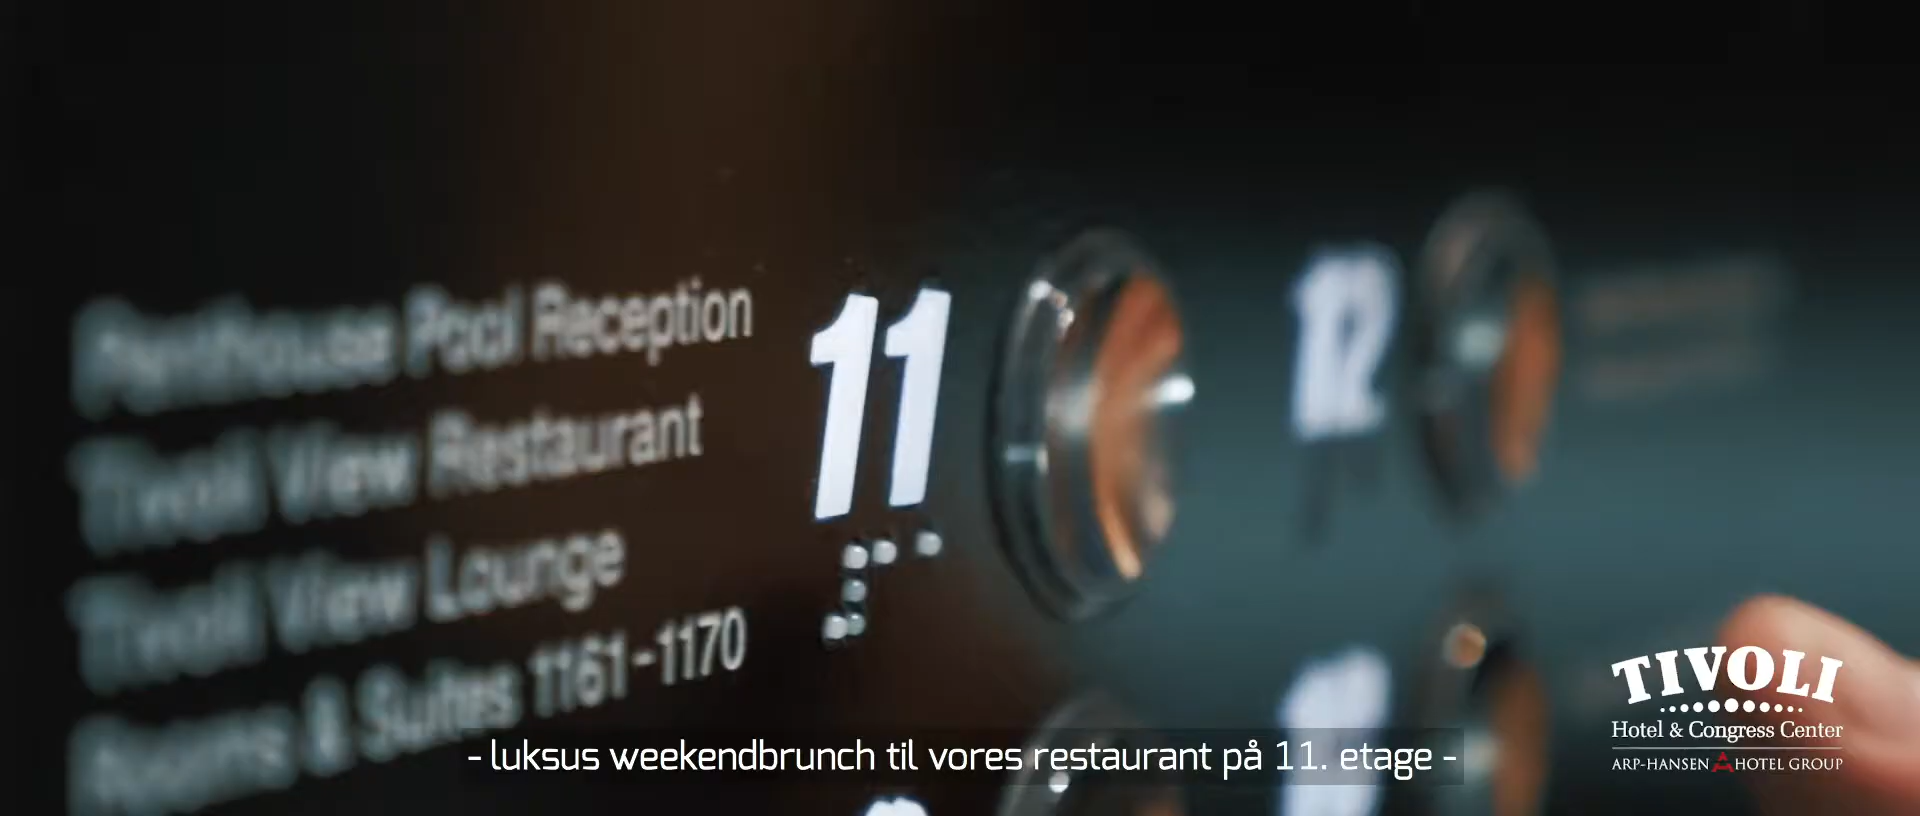 Penthouse Pool Reception
Tivoli View Restaurant
Tivoli View Lounge
Rooms & Suites 1161-1170
11
12
- luksus weekendbrunch til vores restaurant på 11. etage -
TIVOLI
Hotel & Congress Center
ARP-HANSEN HOTEL GROUP